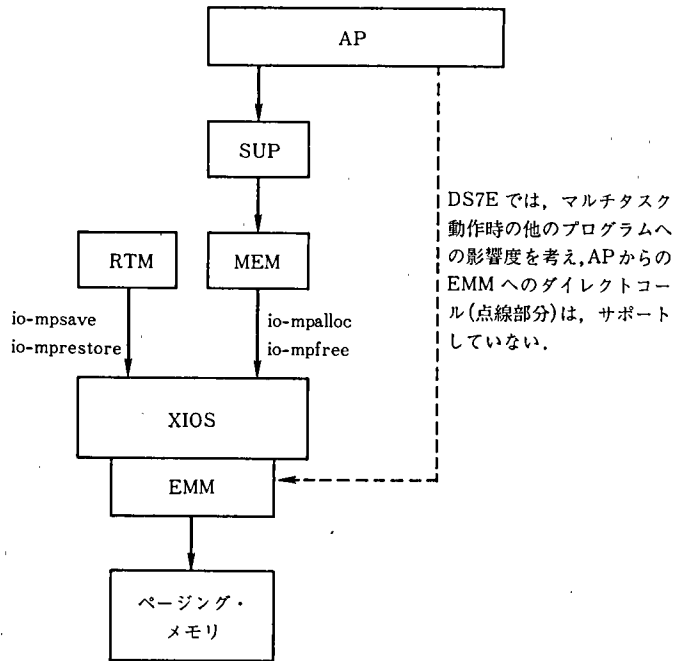 AP
SUP
DS7E では，マルチタスク
動作時の他のプログラムへ
の影響度を考え，APからの
EMM へのダイレクトコー
ル(点線部分)は，サポート
していない．
RTM
MEM
io-mpsave
io-mprestore
io-mpalloc
io-mpfree
XIOS
EMM
ページング・
メモリ